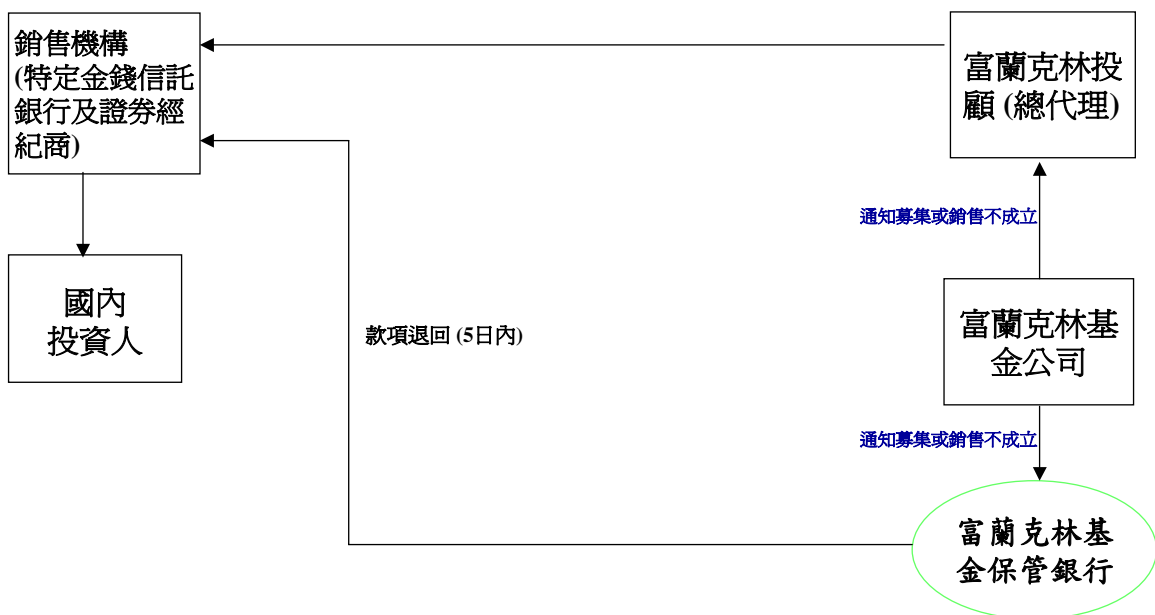 銷售機構
(特定金錢信託
銀行及證券經
紀商)
富蘭克林投
顧 (總代理)
通知募集或銷售不成立
國內
投資人
富蘭克林基
金公司
款項退回 (5日內)
通知募集或銷售不成立
富蘭克林基
金保管銀行